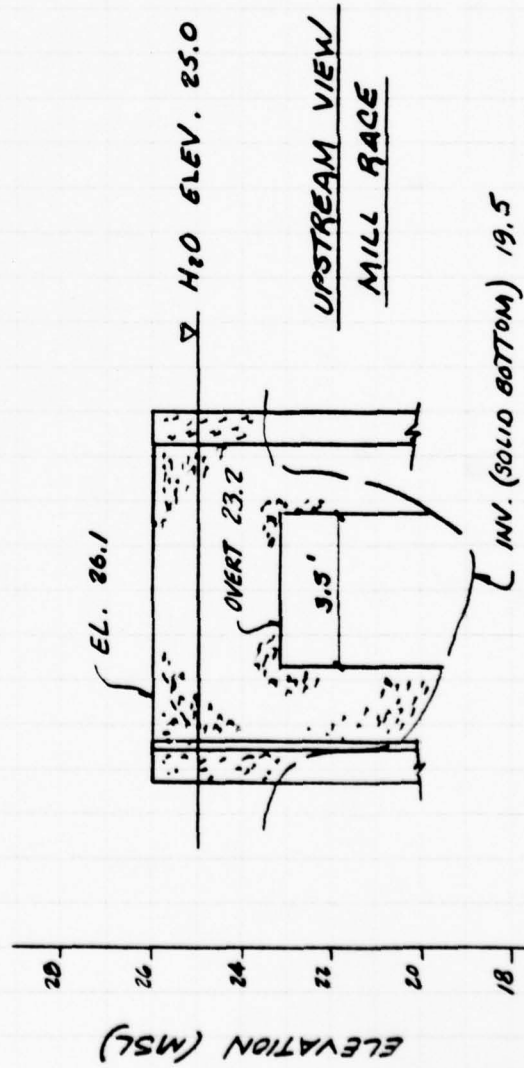 ELEVATION (MSL)
28
26
24
22
20
18
EL. 26.1
H2O ELEV. 25.0
OVERT 23.2
3.5'
UPSTREAM VIEW
MILL RACE
INV. (SOLID BOTTOM) 19.5